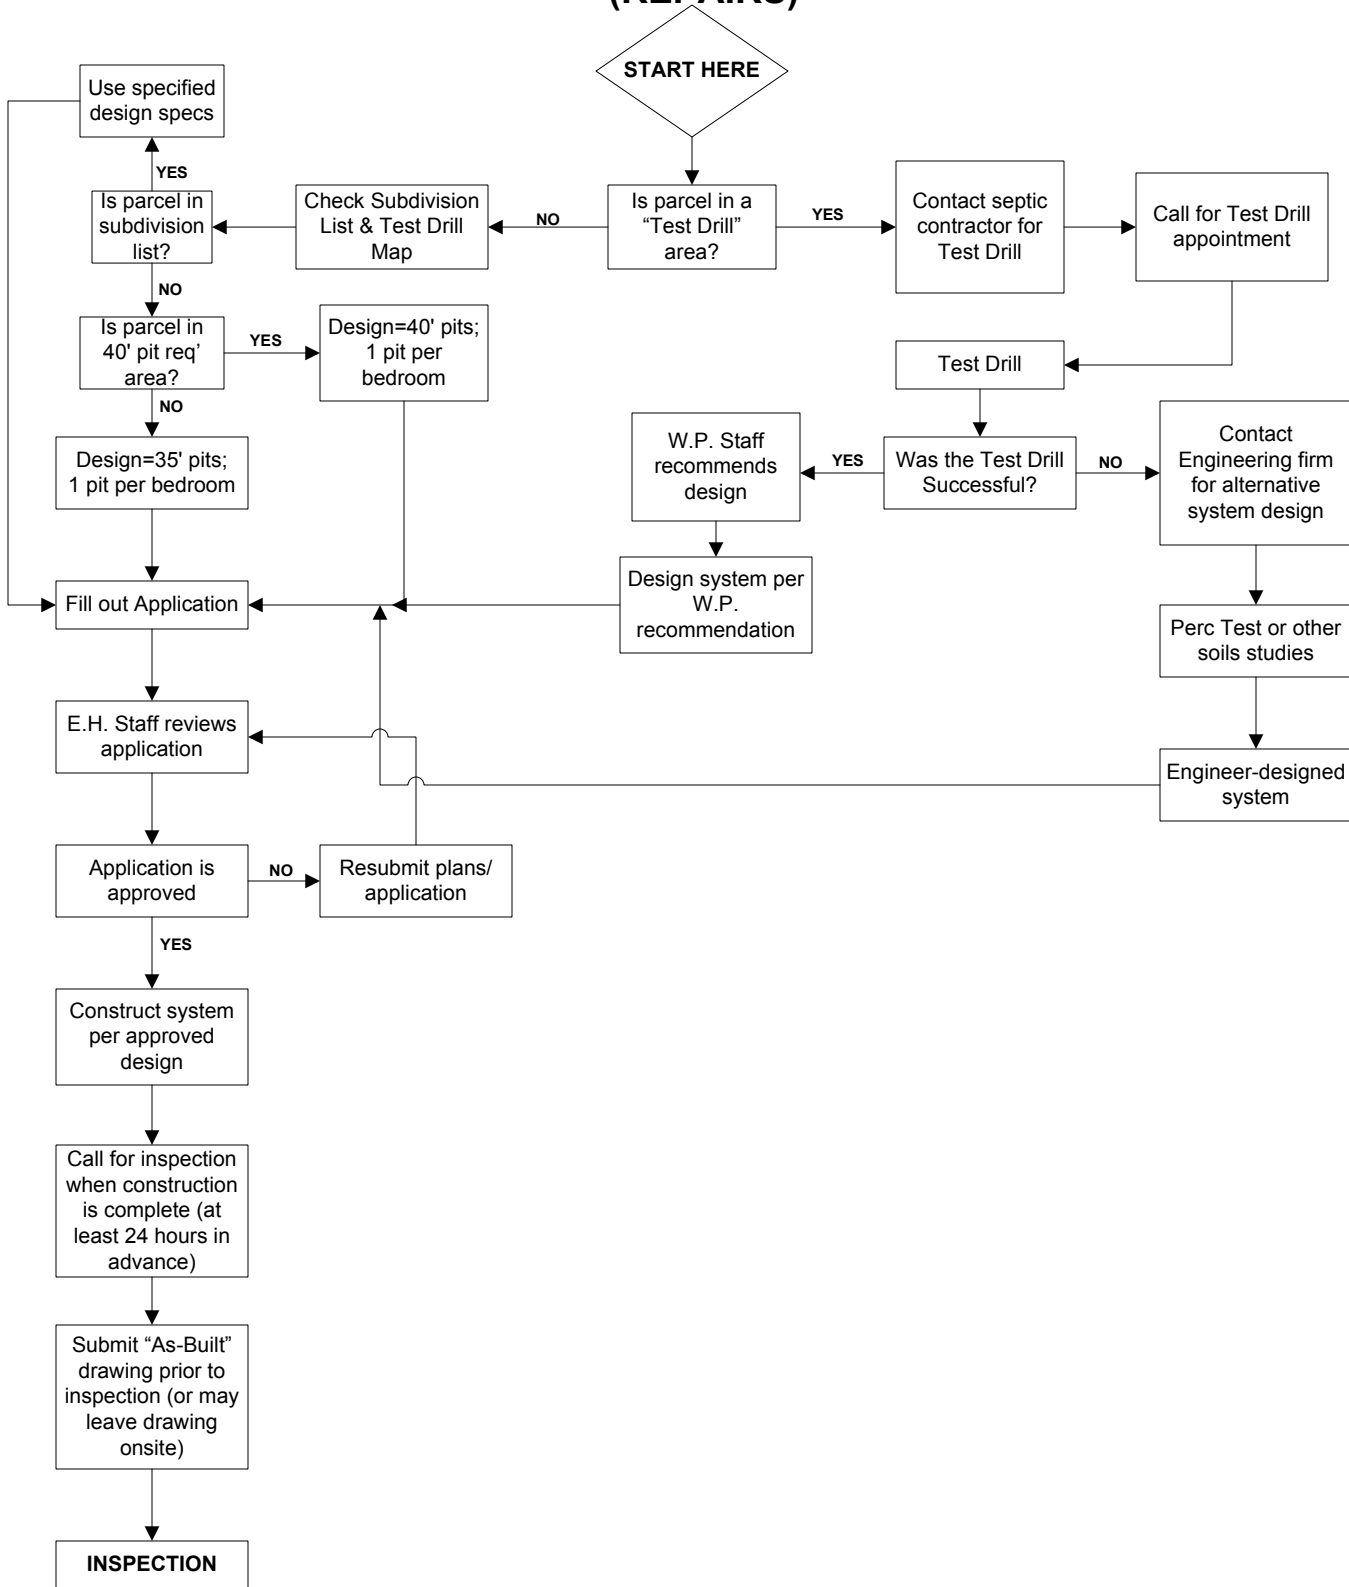 (REPAIRS)
START HERE
Use specified
design specs
YES
Is parcel in
subdivision
list?
Check Subdivision
List & Test Drill
Map
NO
Is parcel in a
“Test Drill”
area?
YES
Contact septic
contractor for
Test Drill
Call for Test Drill
appointment
NO
Is parcel in
40' pit req’
area?
YES
Design=40' pits;
1 pit per
bedroom
Test Drill
NO
Design=35' pits;
1 pit per bedroom
W.P. Staff
recommends
design
YES
Was the Test Drill
Successful?
NO
Contact
Engineering firm
for alternative
system design
Fill out Application
Design system per
W.P.
recommendation
Perc Test or other
soils studies
E.H. Staff reviews
application
Engineer-designed
system
Application is
approved
NO
Resubmit plans/
application
YES
Construct system
per approved
design
Call for inspection
when construction
is complete (at
least 24 hours in
advance)
Submit “As-Built”
drawing prior to
inspection (or may
leave drawing
onsite)
INSPECTION